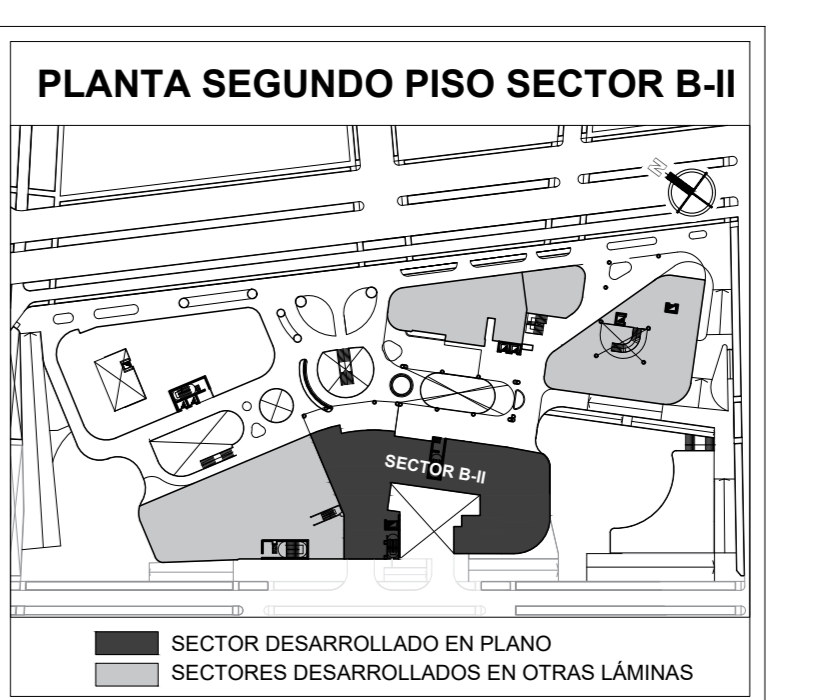 PLANTA SEGUNDO PISO SECTOR B-II
N
SECTOR B-II
SECTOR DESARROLLADO EN PLANO
SECTORES DESARROLLADOS EN OTRAS LÁMINAS